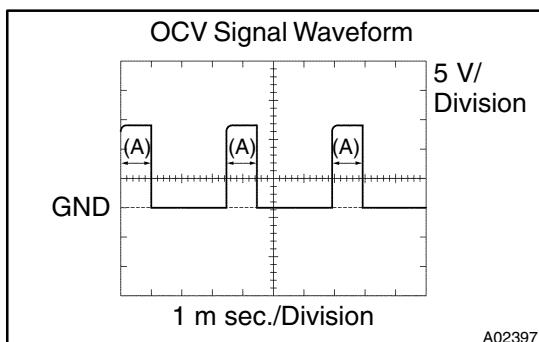 OCV Signal Waveform
5 V/
Division
(A) (A) (A)
GND
1 m sec./Division
A02397